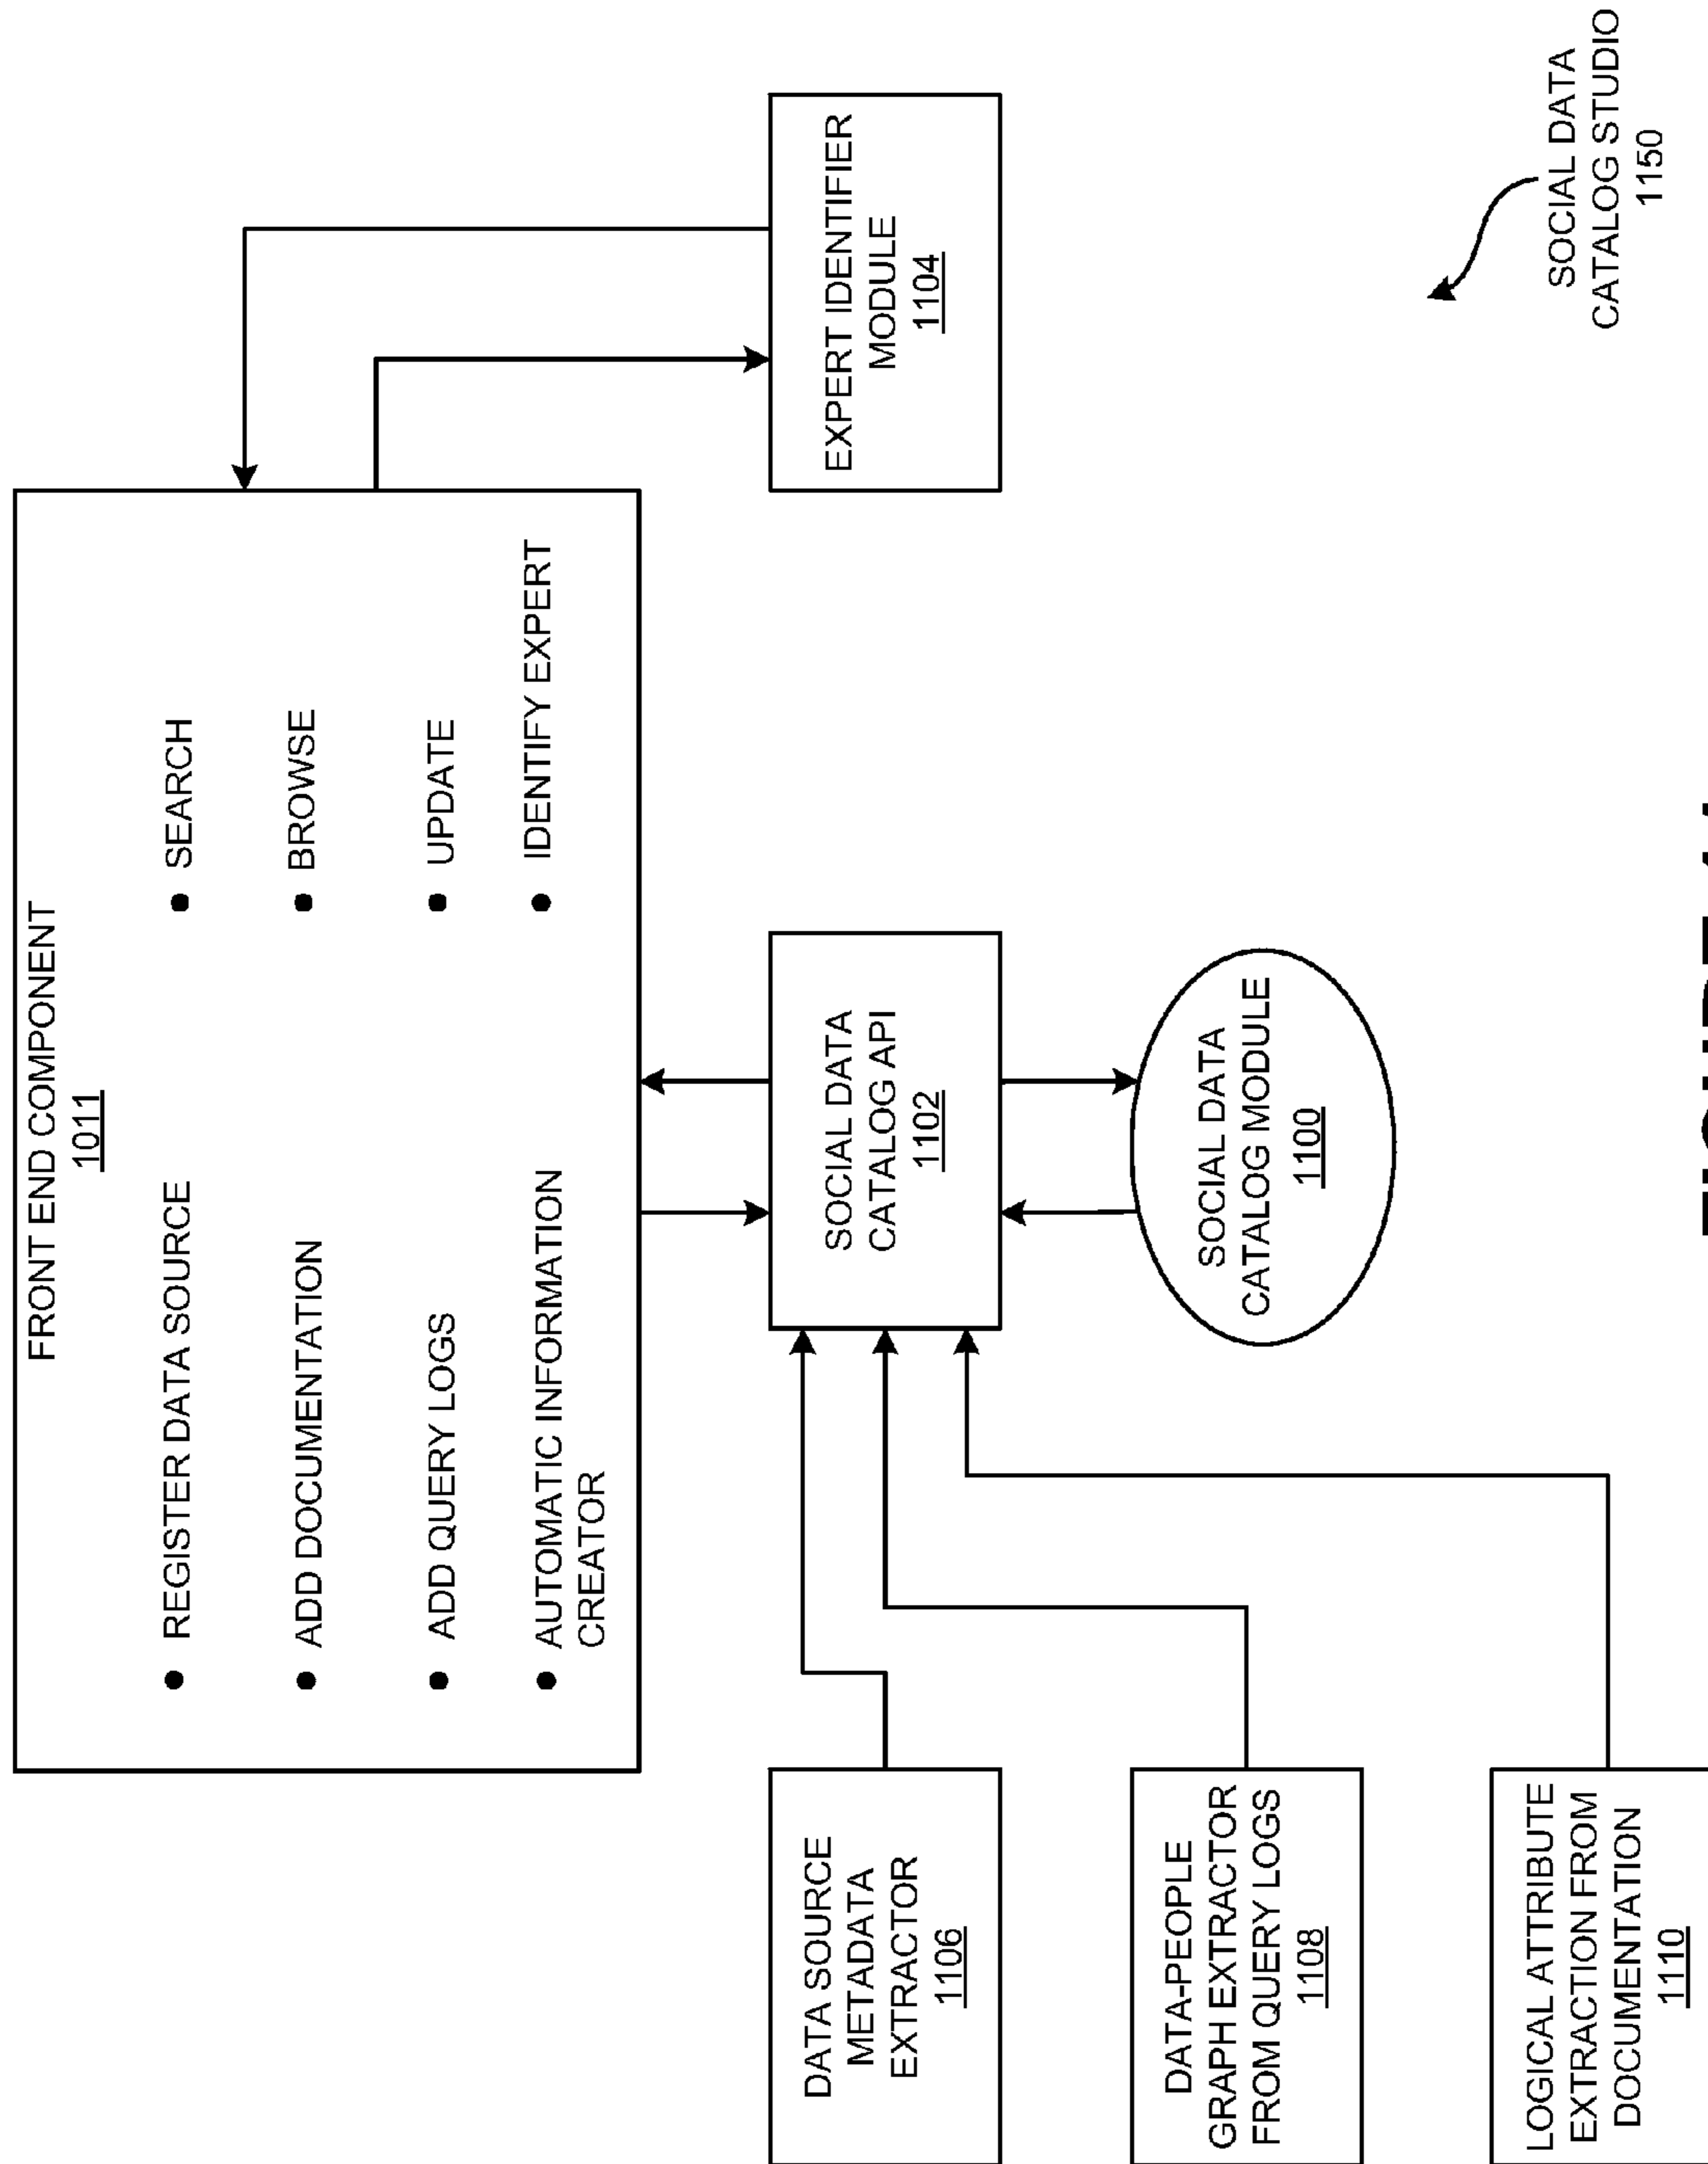 FRONT END COMPONENT
1011
● REGISTER DATA SOURCE
● SEARCH
● ADD DOCUMENTATION
● BROWSE
● ADD QUERY LOGS
● UPDATE
● AUTOMATIC INFORMATION
CREATOR
● IDENTIFY EXPERT
DATA SOURCE
METADATA
EXTRACTOR
1106
SOCIAL DATA
CATALOG API
1102
EXPERT IDENTIFIER
MODULE
1104
DATA-PEOPLE
GRAPH EXTRACTOR
FROM QUERY LOGS
1108
SOCIAL DATA
CATALOG MODULE
1100
LOGICAL ATTRIBUTE
EXTRACTION FROM
DOCUMENTATION
1110
SOCIAL DATA
CATALOG STUDIO
1150